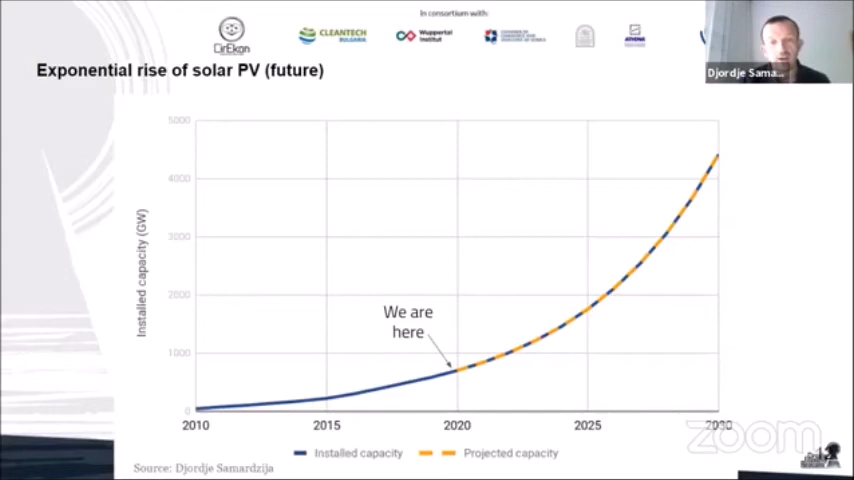 In consortium with:
CirEkon
CLEANTECH
BULGARIA
Wuppertal
Institut
ATHENA
Djordje Sama...
Exponential rise of solar PV (future)
5000
4000
3000
2000
1000
0
Installed capacity (GW)
We are
here
2010
2015
2020
2025
2030
Installed capacity
Projected capacity
Source: Djordje Samardzija
zoom